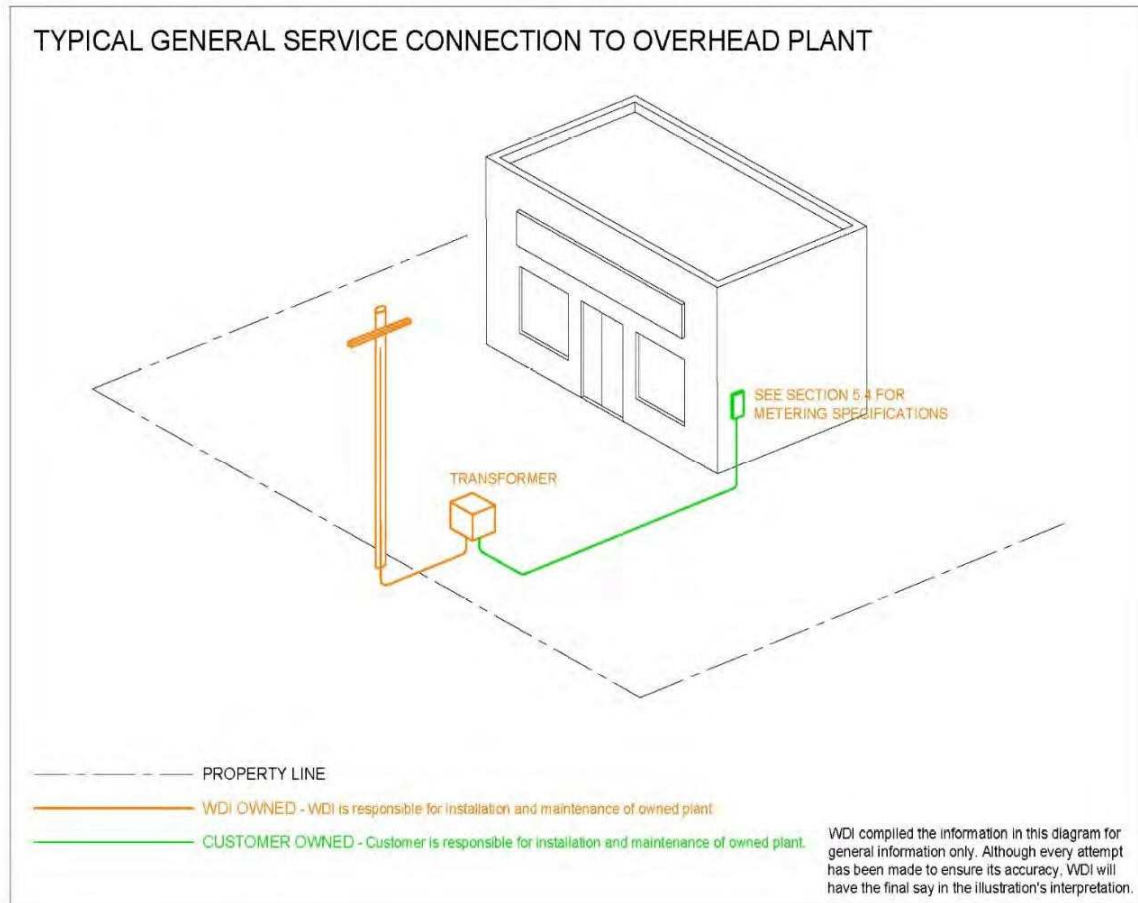 TYPICAL GENERAL SERVICE CONNECTION TO OVERHEAD PLANT
SEE SECTION 5.4 FOR
METERING SPECIFICATIONS
TRANSFORMER
PROPERTY LINE
WDI OWNED - WDI is responsible for installation and maintenance of owned plant
CUSTOMER OWNED - Customer is responsible for installation and maintenance of owned plant.
WDI compiled the information in this diagram for
general information only. Although every attempt
has been made to ensure its accuracy, WDI will
have the final say in the illustration's interpretation.